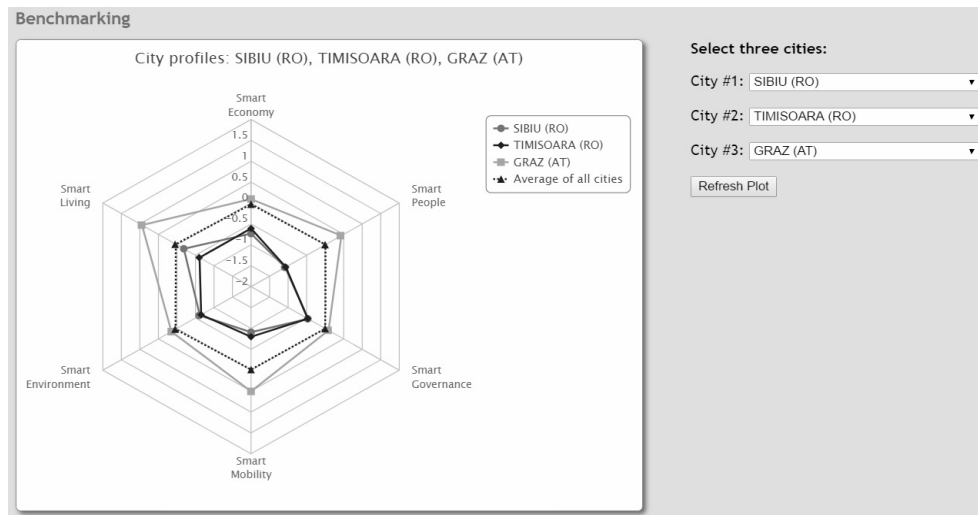 Benchmarking
City profiles: SIBIU (RO), TIMISOARA (RO), GRAZ (AT)
Smart
Economy
1.5
1
0.5
0
−0.5
−1
−1.5
−2
Smart
People
Smart
Governance
Smart
Mobility
Smart
Environment
Smart
Living
SIBIU (RO)
TIMISOARA (RO)
GRAZ (AT)
Average of all cities
Select three cities:
City #1: SIBIU (RO)
City #2: TIMISOARA (RO)
City #3: GRAZ (AT)
Refresh Plot